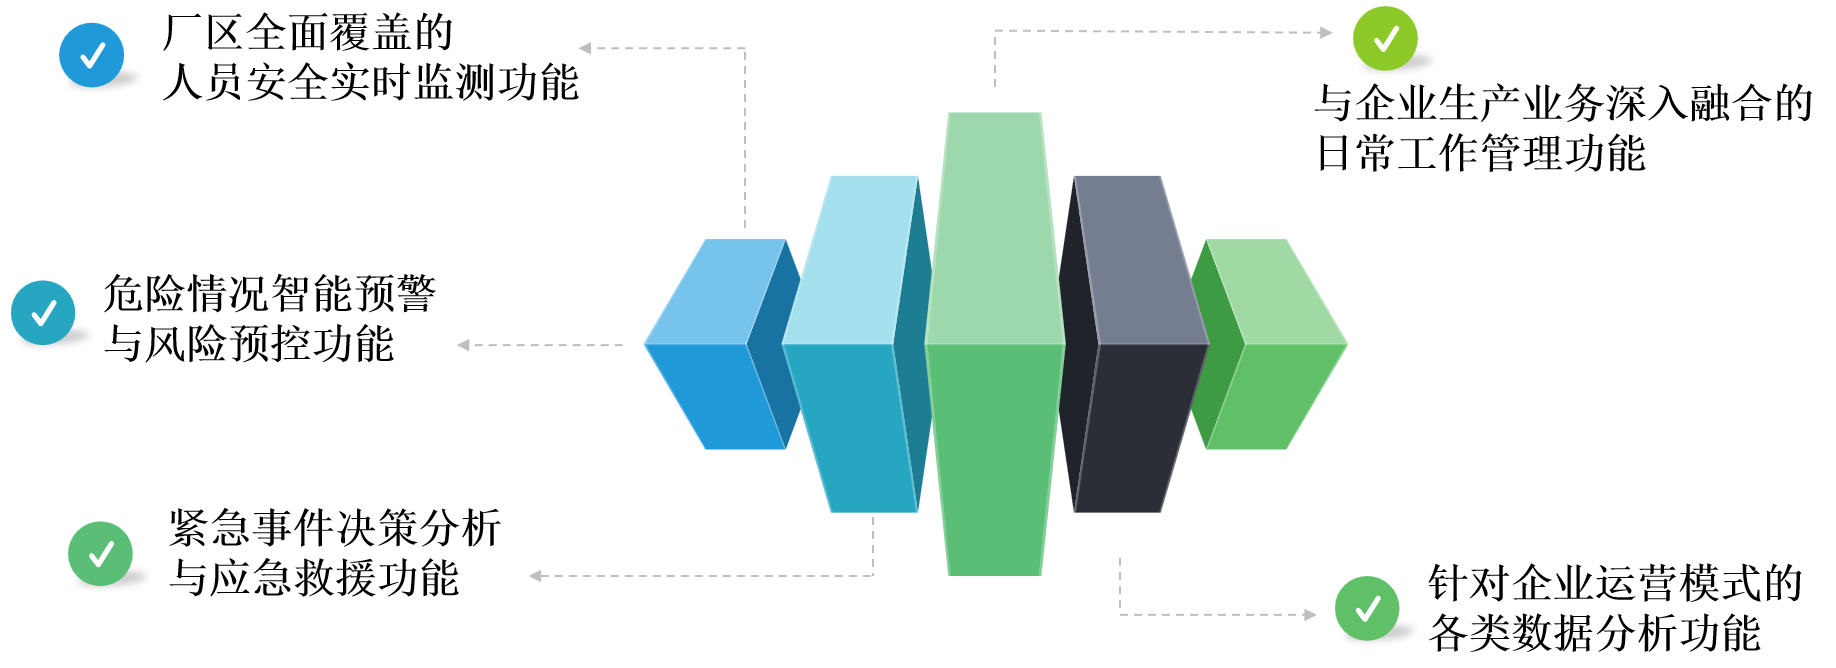 厂区全面覆盖的
人员安全实时监测功能
与企业生产业务深入融合的
日常工作管理功能
危险情况智能预警
与风险预控功能
紧急事件决策分析
与应急救援功能
针对企业运营模式的
各类数据分析功能